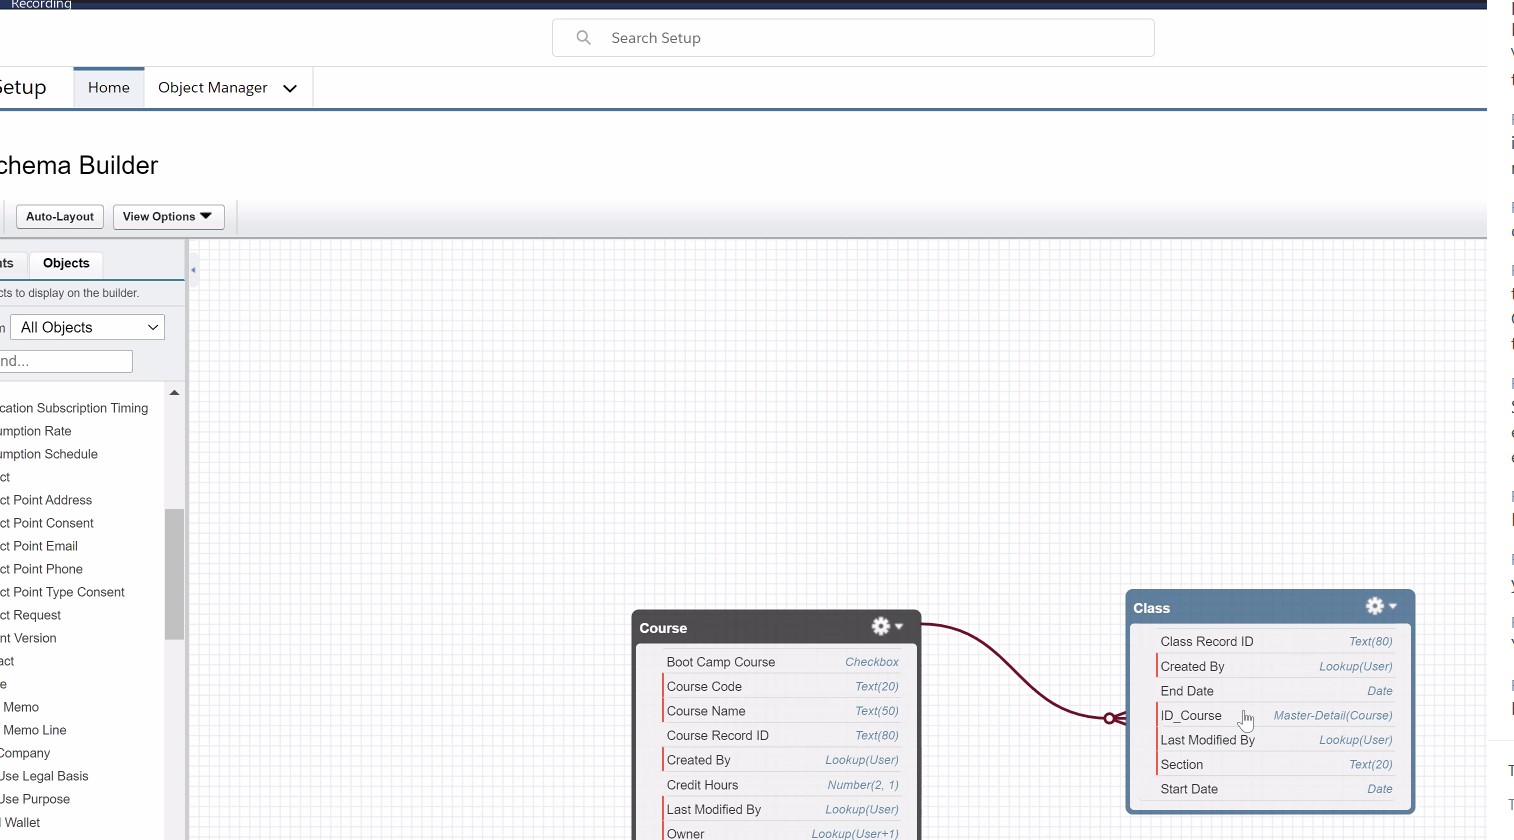 Recording
Search Setup
Setup
Home
Object Manager
chema Builder
Auto-Layout
View Options
nts
Objects
cts to display on the builder.
m
All Objects
nd...
cation Subscription Timing
umption Rate
umption Schedule
ct
ct Point Address
ct Point Consent
ct Point Email
ct Point Phone
ct Point Type Consent
ct Request
nt Version
act
e
Memo
Memo Line
Company
Use Legal Basis
Use Purpose
l Wallet
Course
Boot Camp Course Checkbox
Course Code Text(20)
Course Name Text(50)
Course Record ID Text(80)
Created By Lookup(User)
Credit Hours Number(2, 1)
Last Modified By Lookup(User)
Owner Lookup(User+1)
Class
Class Record ID Text(80)
Created By Lookup(User)
End Date Date
ID_Course Master-Detail(Course)
Last Modified By Lookup(User)
Section Text(20)
Start Date Date